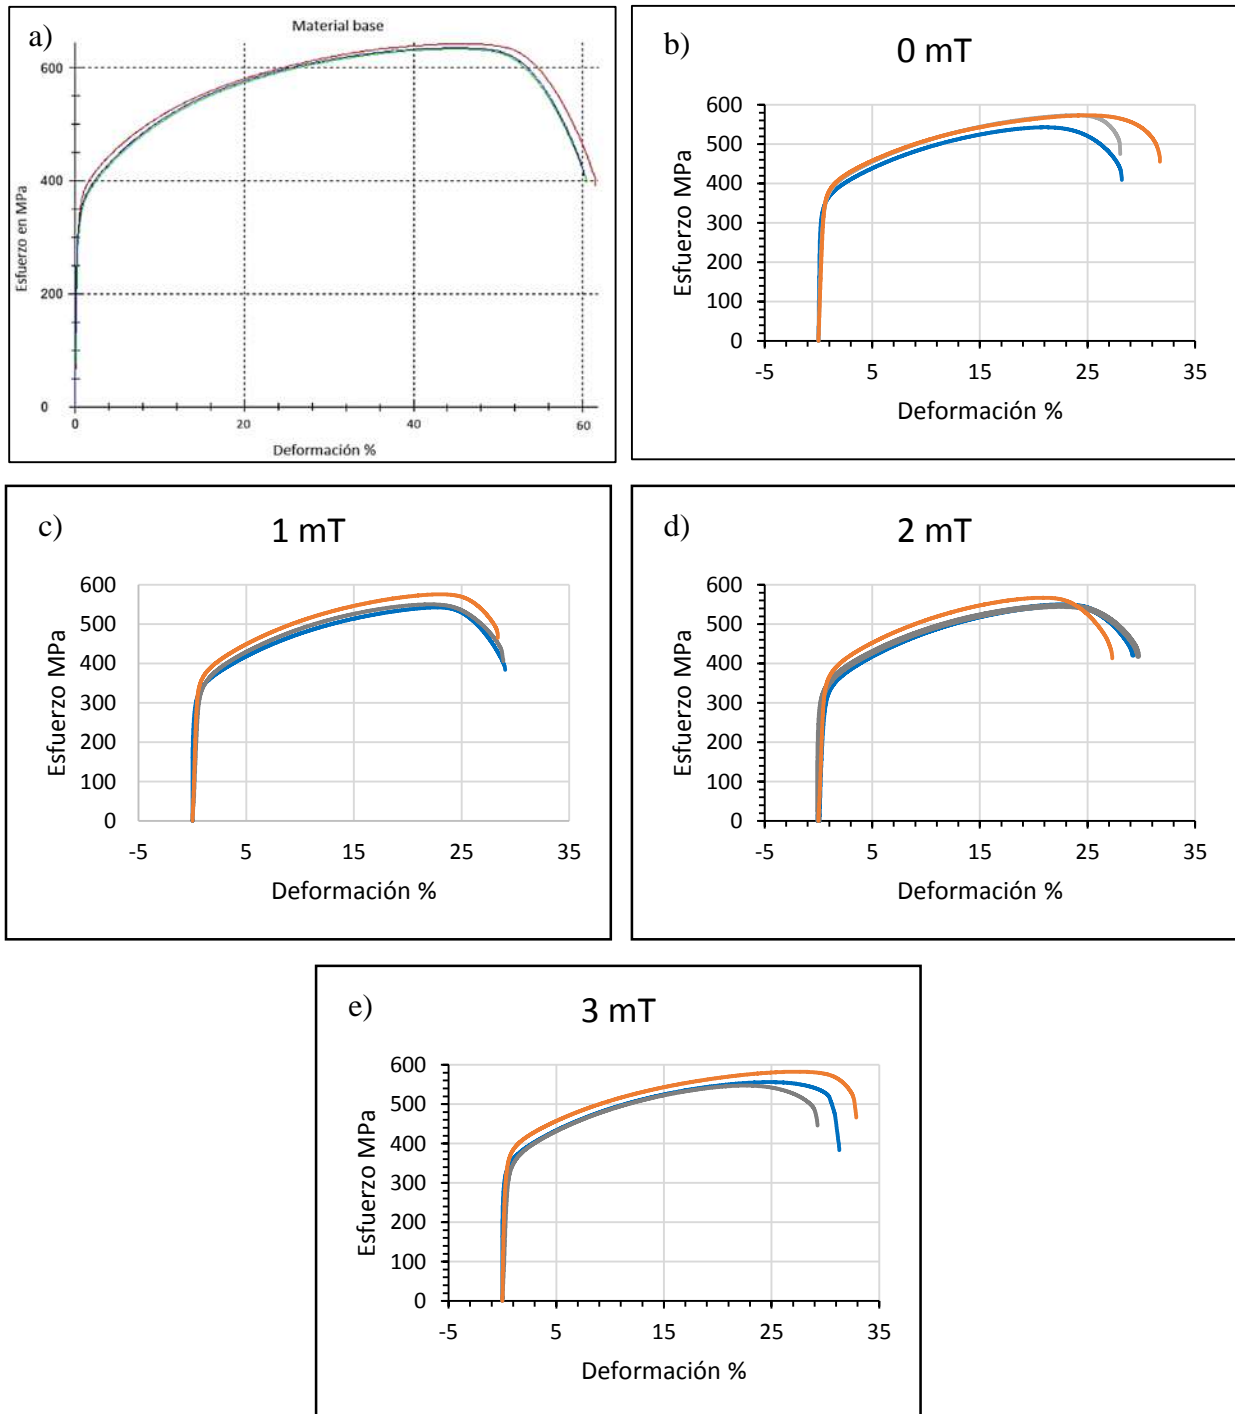 a)
Material base
600
400
200
0
Esfuerzo en MPa
0 20 40 60
Deformación %
b)
0 mT
600
500
400
300
200
100
0
Esfuerzo MPa
-5 5 15 25 35
Deformación %
c)
1 mT
600
500
400
300
200
100
0
Esfuerzo MPa
-5 5 15 25 35
Deformación %
d)
2 mT
600
500
400
300
200
100
0
Esfuerzo MPa
-5 5 15 25 35
Deformación %
e)
3 mT
600
500
400
300
200
100
0
Esfuerzo MPa
-5 5 15 25 35
Deformación %